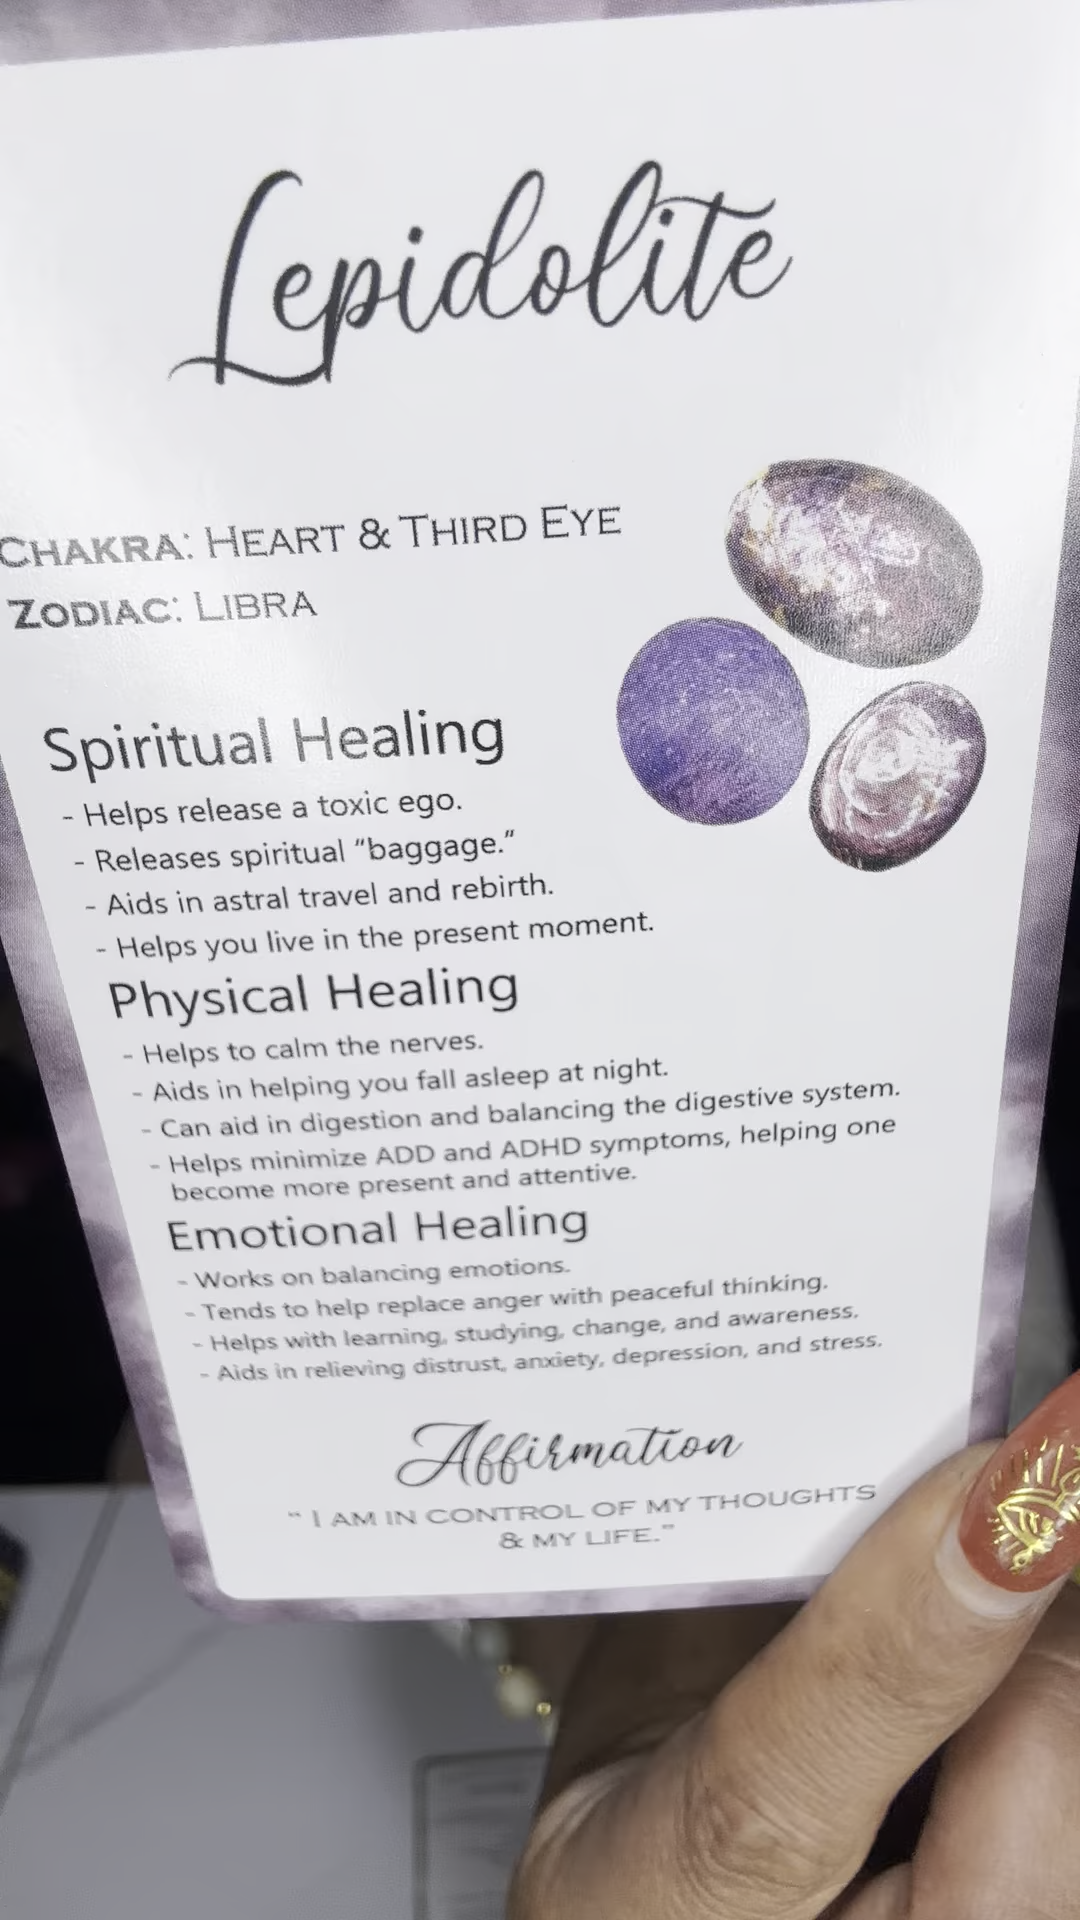 Lepidolite
Chakra: Heart & Third Eye
Zodiac: Libra
Spiritual Healing
- Helps release a toxic ego.
- Releases spiritual "baggage."
- Aids in astral travel and rebirth.
- Helps you live in the present moment.
Physical Healing
- Helps to calm the nerves.
- Aids in helping you fall asleep at night.
- Can aid in digestion and balancing the digestive system.
- Helps minimize ADD and ADHD symptoms, helping one
become more present and attentive.
Emotional Healing
- Works on balancing emotions.
- Tends to help replace anger with peaceful thinking.
- Helps with learning, studying, change, and awareness.
- Aids in relieving distrust, anxiety, depression, and stress.
Affirmation
" I am in control of my thoughts
& my life."